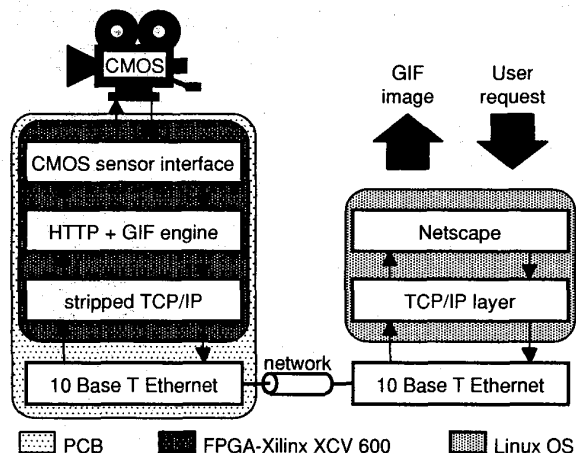 CMOS
CMOS sensor interface
HTTP + GIF engine
stripped TCP/IP
10 Base T Ethernet
network
GIF
image
User
request
Netscape
TCP/IP layer
10 Base T Ethernet
PCB
FPGA-Xilinx XCV 600
Linux OS